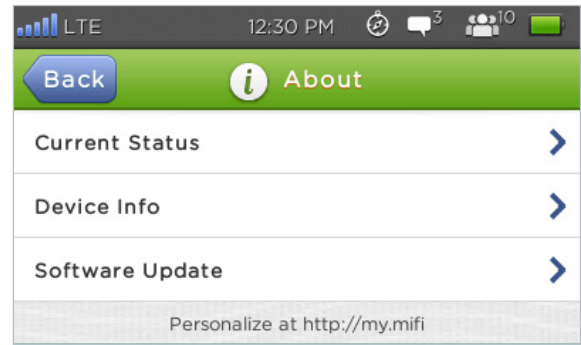 LTE 12:30 PM 3 10
Back i About
Current Status
Device Info
Software Update
Personalize at http://my.mifi